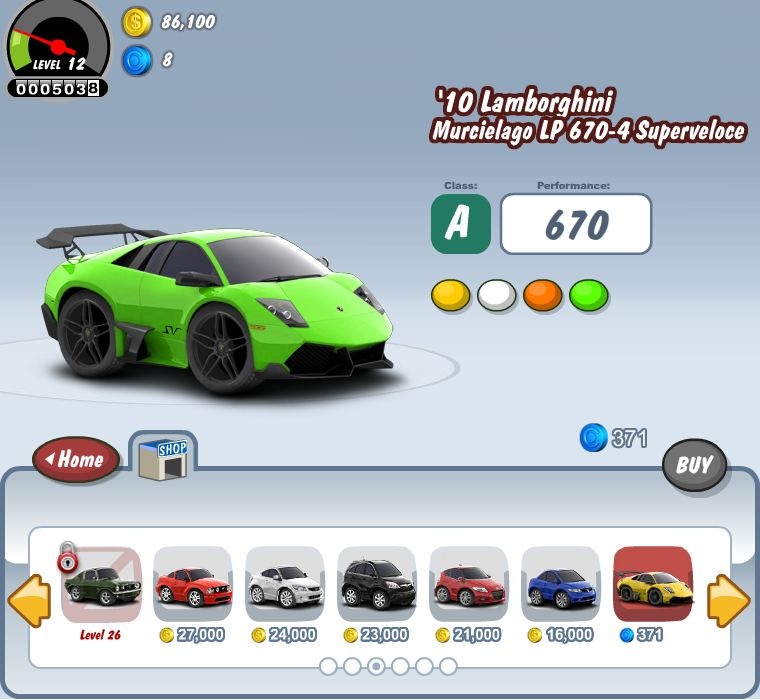 86,100
8
LEVEL 12
0005038
'10 Lamborghini
Murcielago LP 670-4 Superveloce
Class:
Performance:
A
670
SV
371
Home
SHOP
BUY
Level 26
27,000
24,000
23,000
21,000
16,000
371